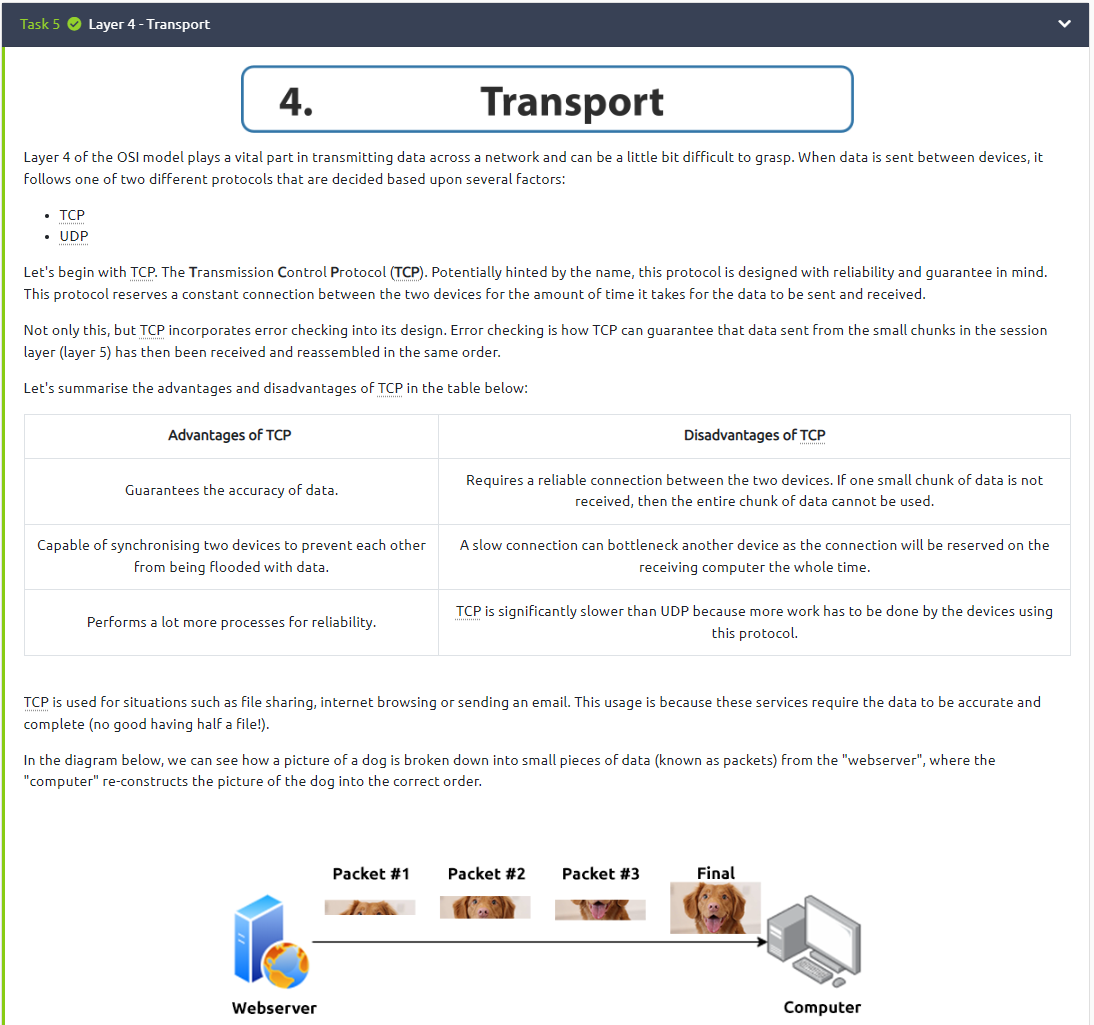 Task 5 Layer 4 - Transport
4. Transport
Layer 4 of the OSI model plays a vital part in transmitting data across a network and can be a little bit difficult to grasp. When data is sent between devices, it
follows one of two different protocols that are decided based upon several factors:
• TCP
• UDP
Let's begin with TCP. The Transmission Control Protocol (TCP). Potentially hinted by the name, this protocol is designed with reliability and guarantee in mind.
This protocol reserves a constant connection between the two devices for the amount of time it takes for the data to be sent and received.
Not only this, but TCP incorporates error checking into its design. Error checking is how TCP can guarantee that data sent from the small chunks in the session
layer (layer 5) has then been received and reassembled in the same order.
Let's summarise the advantages and disadvantages of TCP in the table below:
Advantages of TCP
Disadvantages of TCP
Guarantees the accuracy of data.
Requires a reliable connection between the two devices. If one small chunk of data is not
received, then the entire chunk of data cannot be used.
Capable of synchronising two devices to prevent each other
from being flooded with data.
A slow connection can bottleneck another device as the connection will be reserved on the
receiving computer the whole time.
Performs a lot more processes for reliability.
TCP is significantly slower than UDP because more work has to be done by the devices using
this protocol.
TCP is used for situations such as file sharing, internet browsing or sending an email. This usage is because these services require the data to be accurate and
complete (no good having half a file!).
In the diagram below, we can see how a picture of a dog is broken down into small pieces of data (known as packets) from the "webserver", where the
"computer" re-constructs the picture of the dog into the correct order.
Packet #1 Packet #2 Packet #3 Final
Webserver Computer